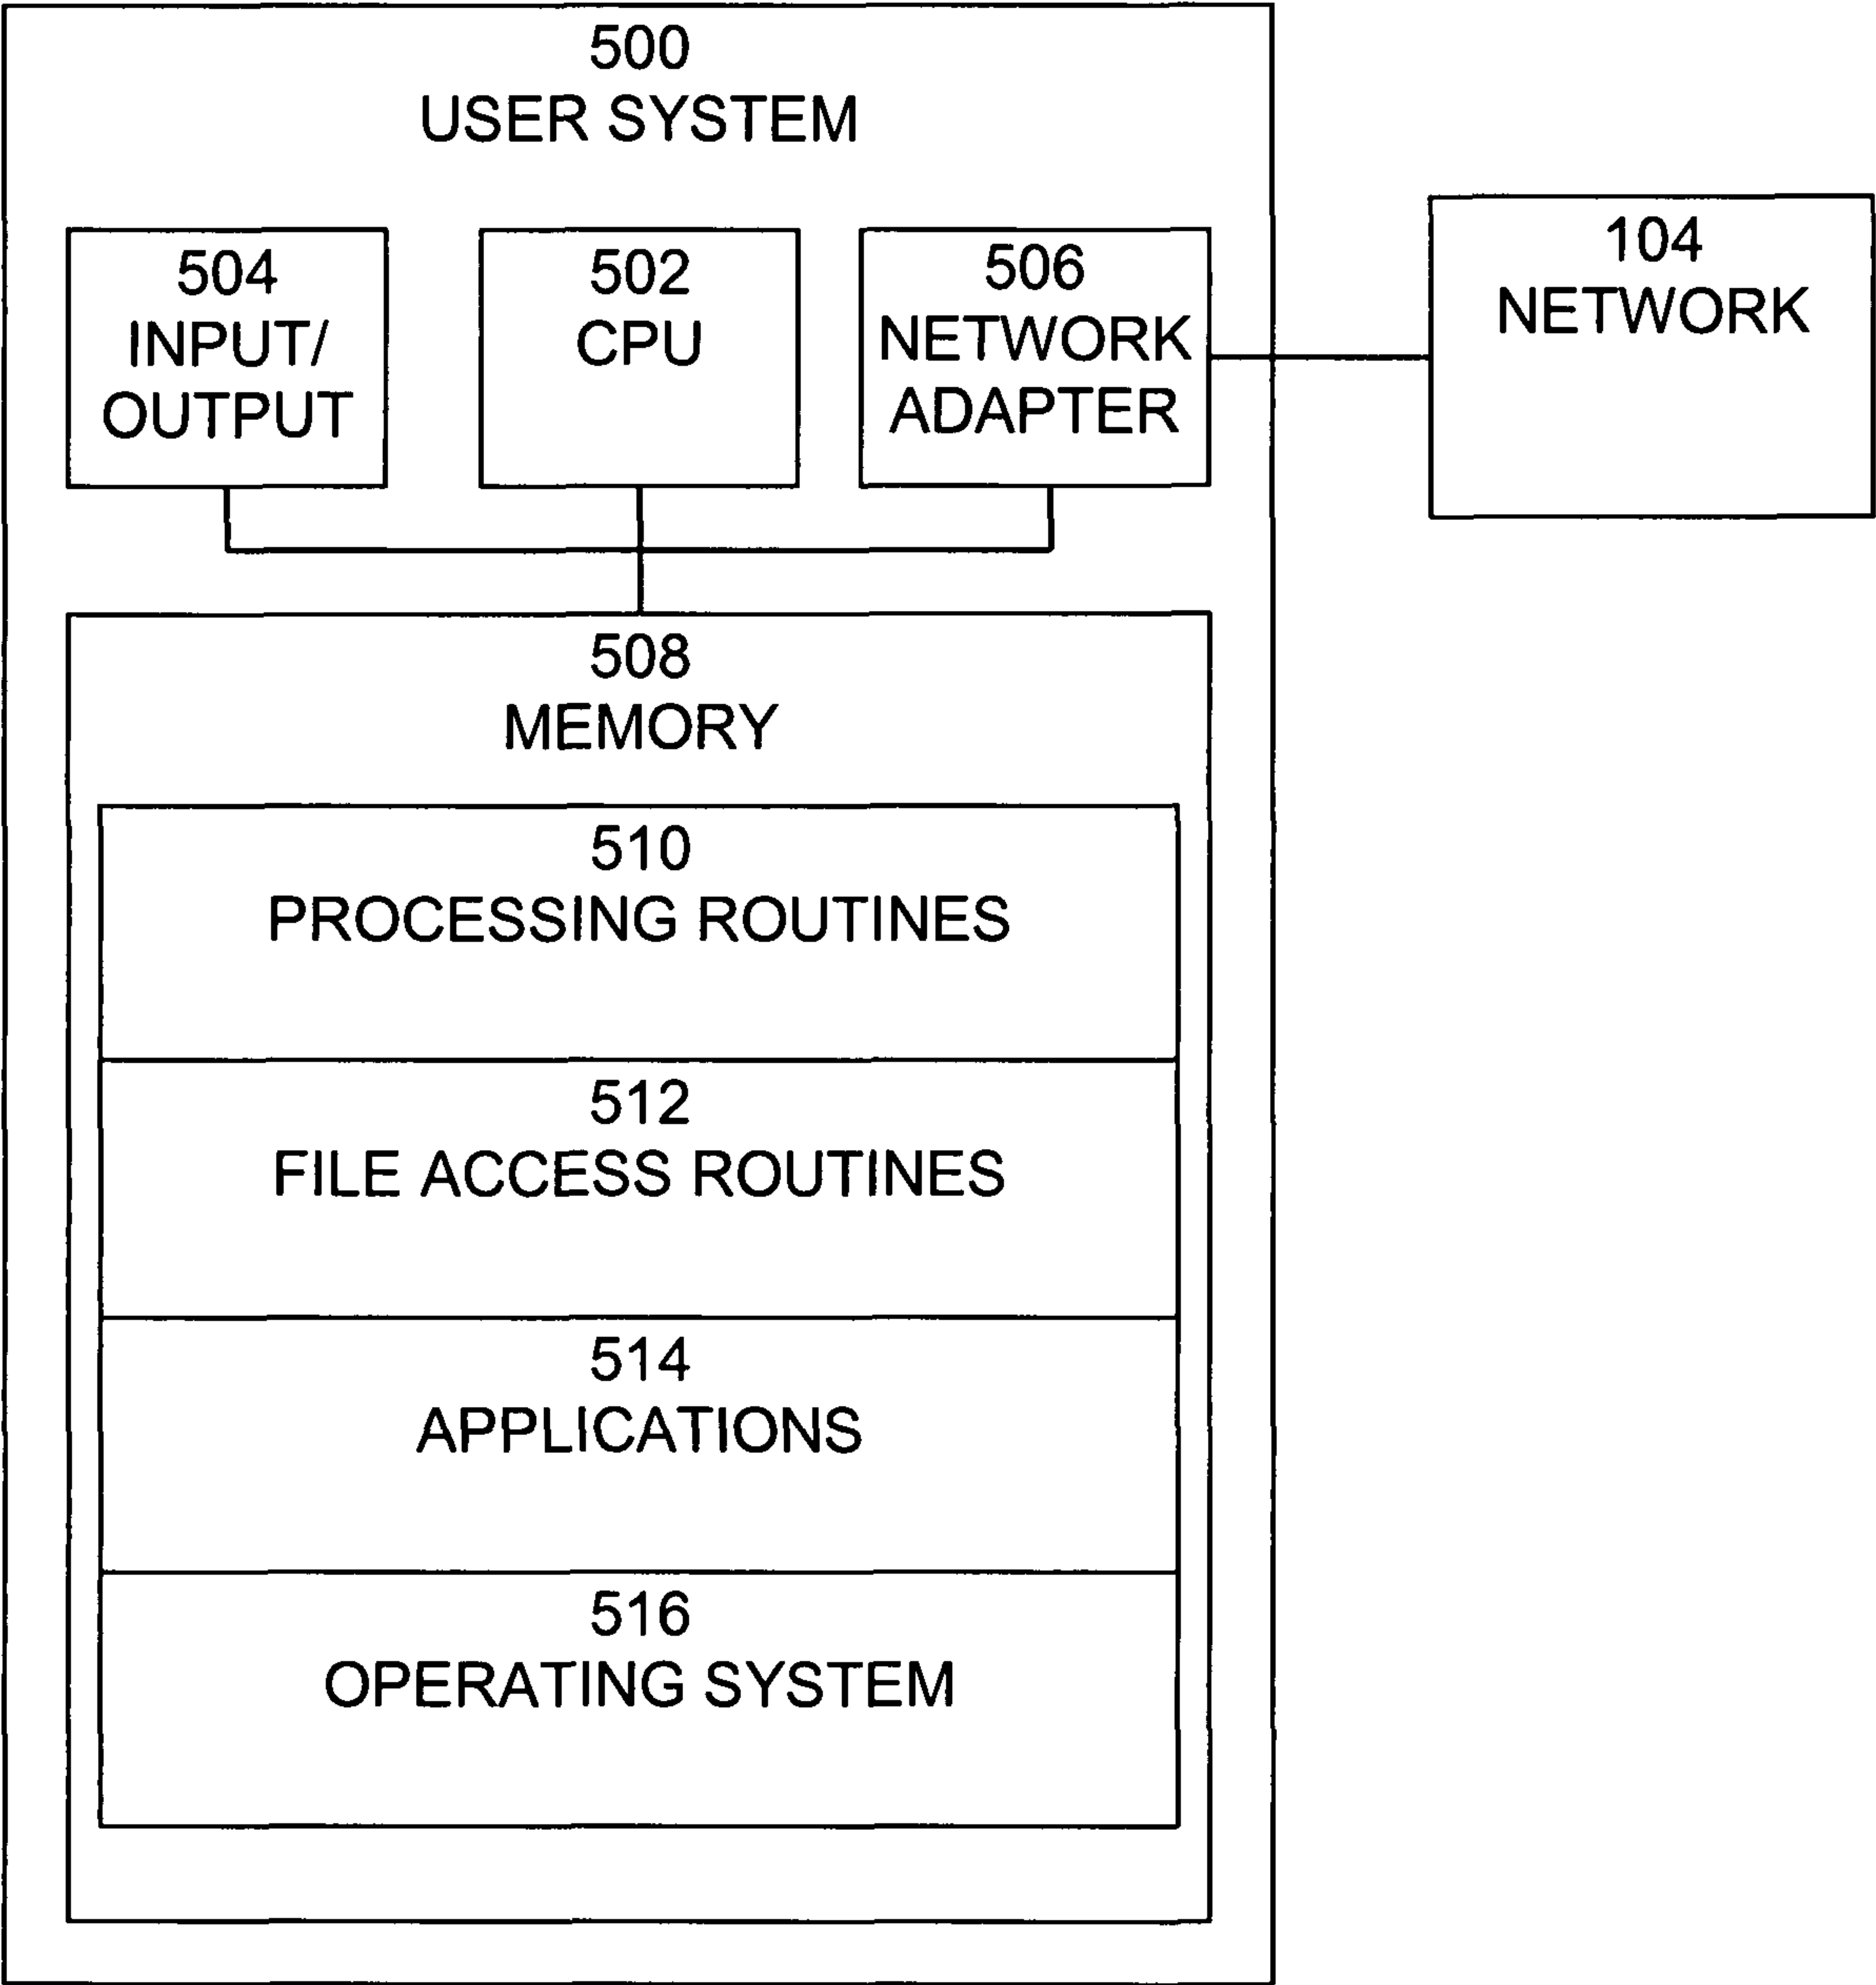 500
USER SYSTEM
504
INPUT/
OUTPUT
502
CPU
506
NETWORK
ADAPTER
104
NETWORK
508
MEMORY
510
PROCESSING ROUTINES
512
FILE ACCESS ROUTINES
514
APPLICATIONS
516
OPERATING SYSTEM